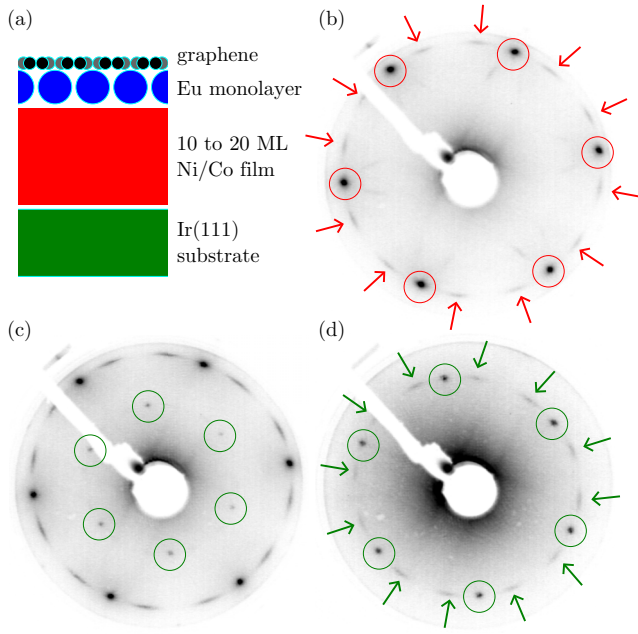 (a)
graphene
Eu monolayer
10 to 20 ML
Ni/Co film
Ir(111)
substrate
(b)
(c)
(d)